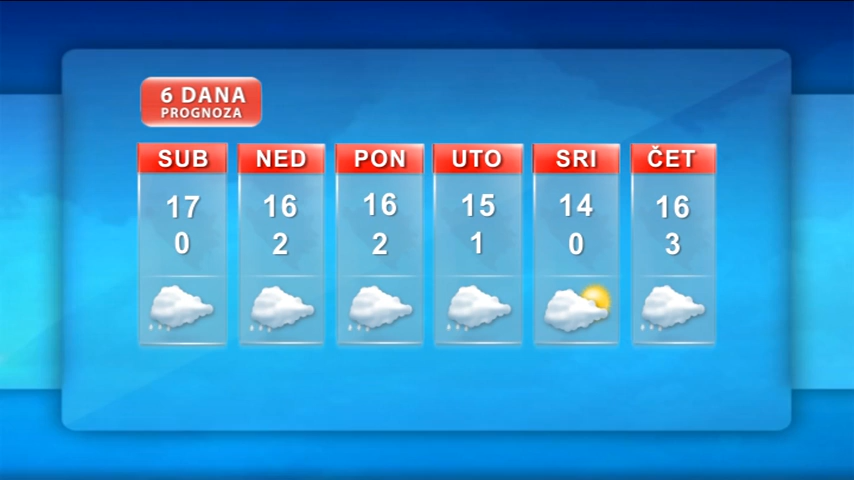 6 DANA
PROGNOZA
SUB NED PON UTO SRI ČET
17 16 16 15 14 16
0 2 2 1 0 3